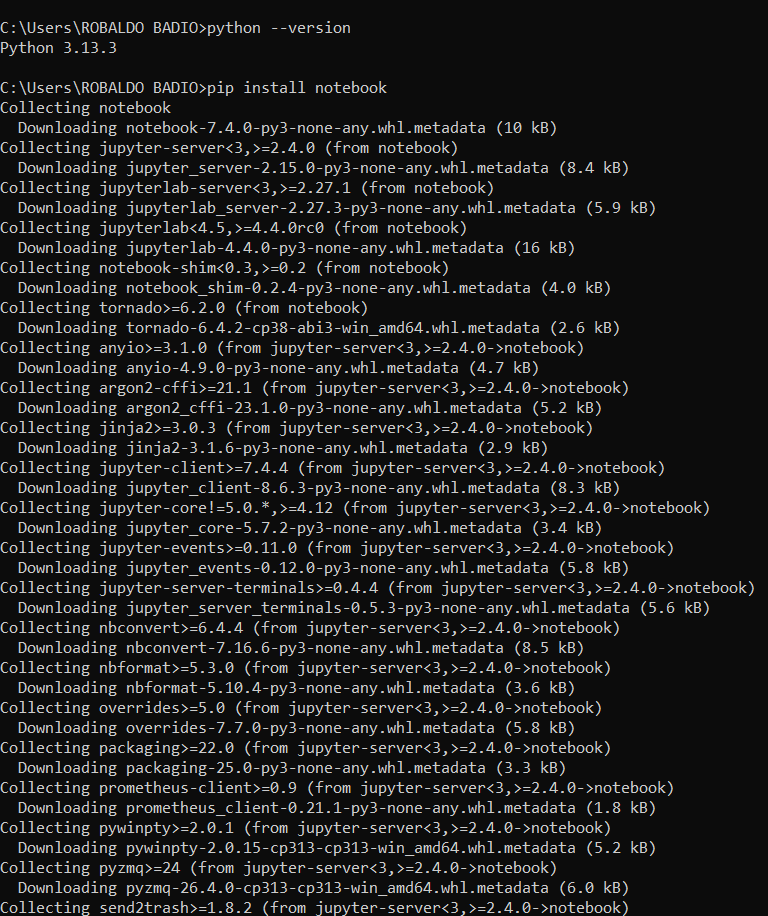 C:\Users\ROBALDO BADIO>python --version
Python 3.13.3
C:\Users\ROBALDO BADIO>pip install notebook
Collecting notebook
  Downloading notebook-7.4.0-py3-none-any.whl.metadata (10 kB)
Collecting jupyter-server<3,>=2.4.0 (from notebook)
  Downloading jupyter_server-2.15.0-py3-none-any.whl.metadata (8.4 kB)
Collecting jupyterlab-server<3,>=2.27.1 (from notebook)
  Downloading jupyterlab_server-2.27.3-py3-none-any.whl.metadata (5.9 kB)
Collecting jupyterlab<4.5,>=4.4.0rc0 (from notebook)
  Downloading jupyterlab-4.4.0-py3-none-any.whl.metadata (16 kB)
Collecting notebook-shim<0.3,>=0.2 (from notebook)
  Downloading notebook_shim-0.2.4-py3-none-any.whl.metadata (4.0 kB)
Collecting tornado>=6.2.0 (from notebook)
  Downloading tornado-6.4.2-cp38-abi3-win_amd64.whl.metadata (2.6 kB)
Collecting anyio>=3.1.0 (from jupyter-server<3,>=2.4.0->notebook)
  Downloading anyio-4.9.0-py3-none-any.whl.metadata (4.7 kB)
Collecting argon2-cffi>=21.1 (from jupyter-server<3,>=2.4.0->notebook)
  Downloading argon2_cffi-23.1.0-py3-none-any.whl.metadata (5.2 kB)
Collecting jinja2>=3.0.3 (from jupyter-server<3,>=2.4.0->notebook)
  Downloading jinja2-3.1.6-py3-none-any.whl.metadata (2.9 kB)
Collecting jupyter-client>=7.4.4 (from jupyter-server<3,>=2.4.0->notebook)
  Downloading jupyter_client-8.6.3-py3-none-any.whl.metadata (8.3 kB)
Collecting jupyter-core!=5.0.*,>=4.12 (from jupyter-server<3,>=2.4.0->notebook)
  Downloading jupyter_core-5.7.2-py3-none-any.whl.metadata (3.4 kB)
Collecting jupyter-events>=0.11.0 (from jupyter-server<3,>=2.4.0->notebook)
  Downloading jupyter_events-0.12.0-py3-none-any.whl.metadata (5.8 kB)
Collecting jupyter-server-terminals>=0.4.4 (from jupyter-server<3,>=2.4.0->notebook)
  Downloading jupyter_server_terminals-0.5.3-py3-none-any.whl.metadata (5.6 kB)
Collecting nbconvert>=6.4.4 (from jupyter-server<3,>=2.4.0->notebook)
  Downloading nbconvert-7.16.6-py3-none-any.whl.metadata (8.5 kB)
Collecting nbformat>=5.3.0 (from jupyter-server<3,>=2.4.0->notebook)
  Downloading nbformat-5.10.4-py3-none-any.whl.metadata (3.6 kB)
Collecting overrides>=5.0 (from jupyter-server<3,>=2.4.0->notebook)
  Downloading overrides-7.7.0-py3-none-any.whl.metadata (5.8 kB)
Collecting packaging>=22.0 (from jupyter-server<3,>=2.4.0->notebook)
  Downloading packaging-25.0-py3-none-any.whl.metadata (3.3 kB)
Collecting prometheus-client>=0.9 (from jupyter-server<3,>=2.4.0->notebook)
  Downloading prometheus_client-0.21.1-py3-none-any.whl.metadata (1.8 kB)
Collecting pywinpty>=2.0.1 (from jupyter-server<3,>=2.4.0->notebook)
  Downloading pywinpty-2.0.15-cp313-cp313-win_amd64.whl.metadata (5.2 kB)
Collecting pyzmq>=24 (from jupyter-server<3,>=2.4.0->notebook)
  Downloading pyzmq-26.4.0-cp313-cp313-win_amd64.whl.metadata (6.0 kB)
Collecting send2trash>=1.8.2 (from jupyter-server<3,>=2.4.0->notebook)